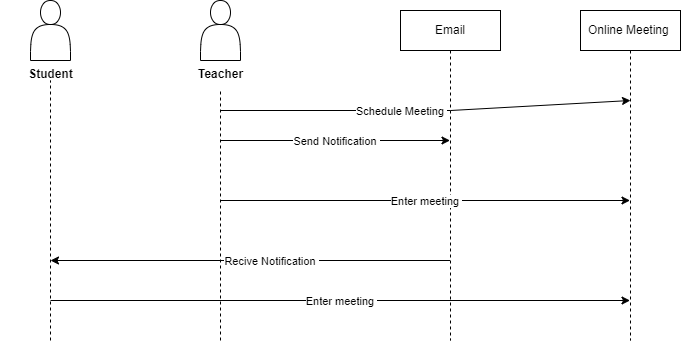 Email
Online Meeting
Student
Teacher
Schedule Meeting
Send Notification
Enter meeting
Recive Notification
Enter meeting